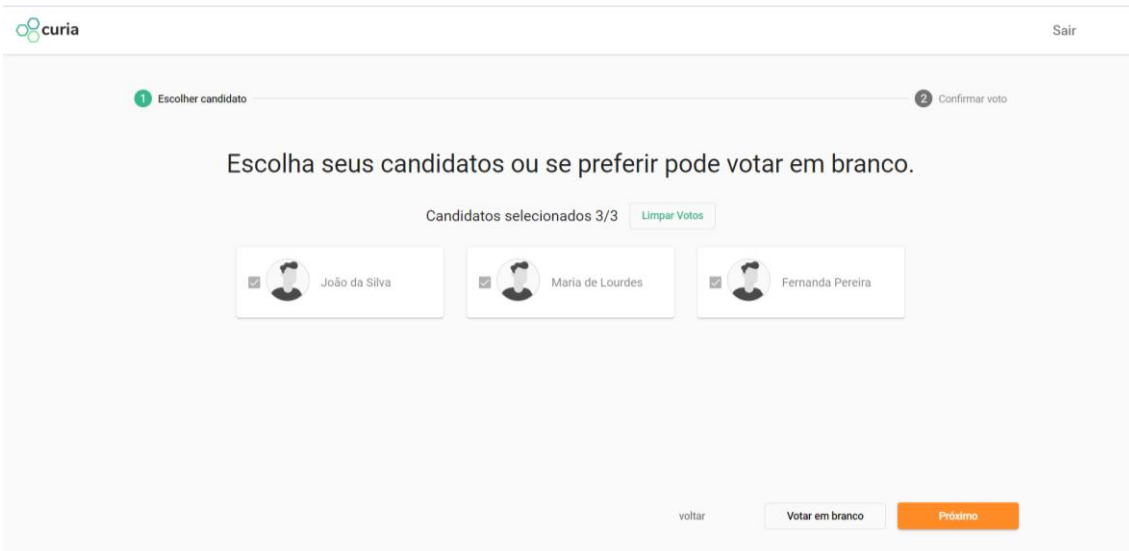 curia
Sair
1 Escolher candidato
2 Confirmar voto
Escolha seus candidatos ou se preferir pode votar em branco.
Candidatos selecionados 3/3 Limpar Votos
João da Silva
Maria de Lourdes
Fernanda Pereira
voltar
Votar em branco
Próximo